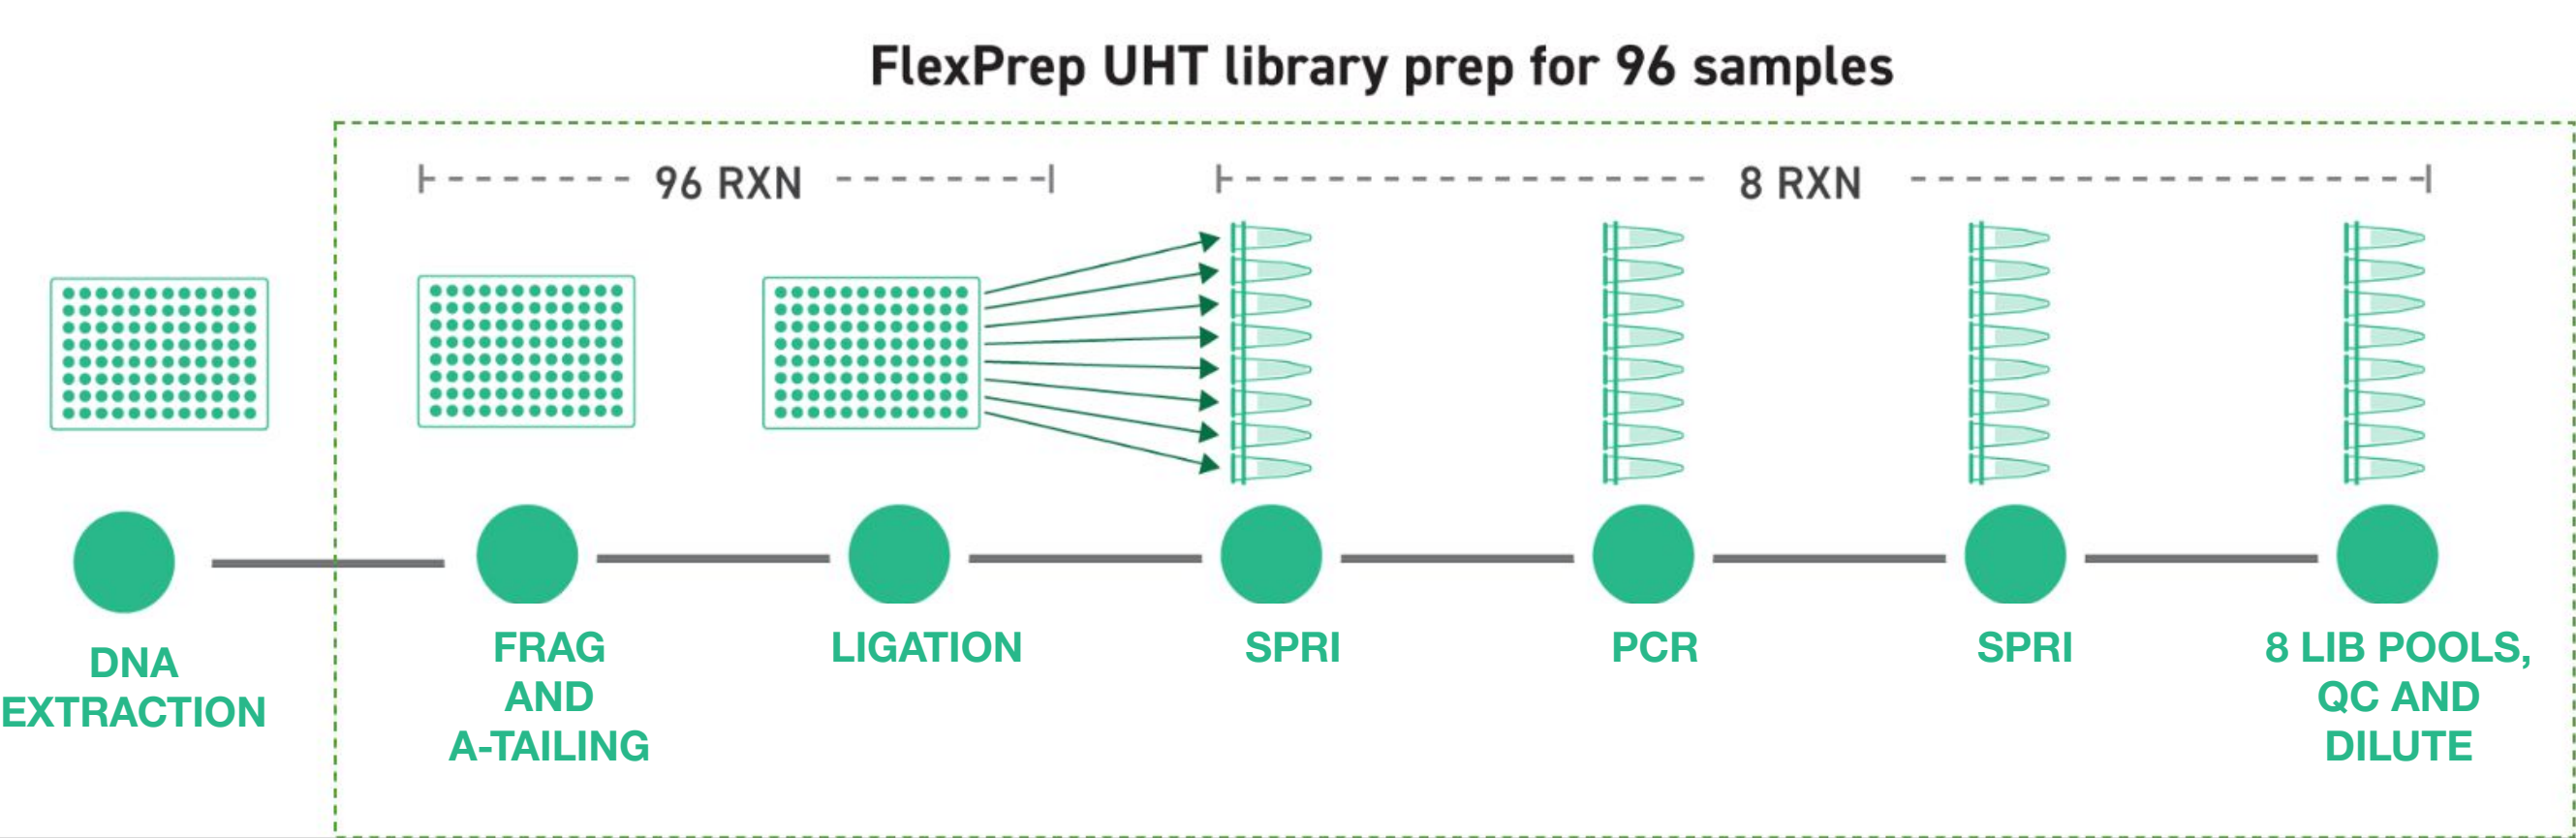 FlexPrep UHT library prep for 96 samples
96 RXN
8 RXN
DNA
EXTRACTION
FRAG
AND
A-TAILING
LIGATION
SPRI
PCR
SPRI
8 LIB POOLS,
QC AND
DILUTE